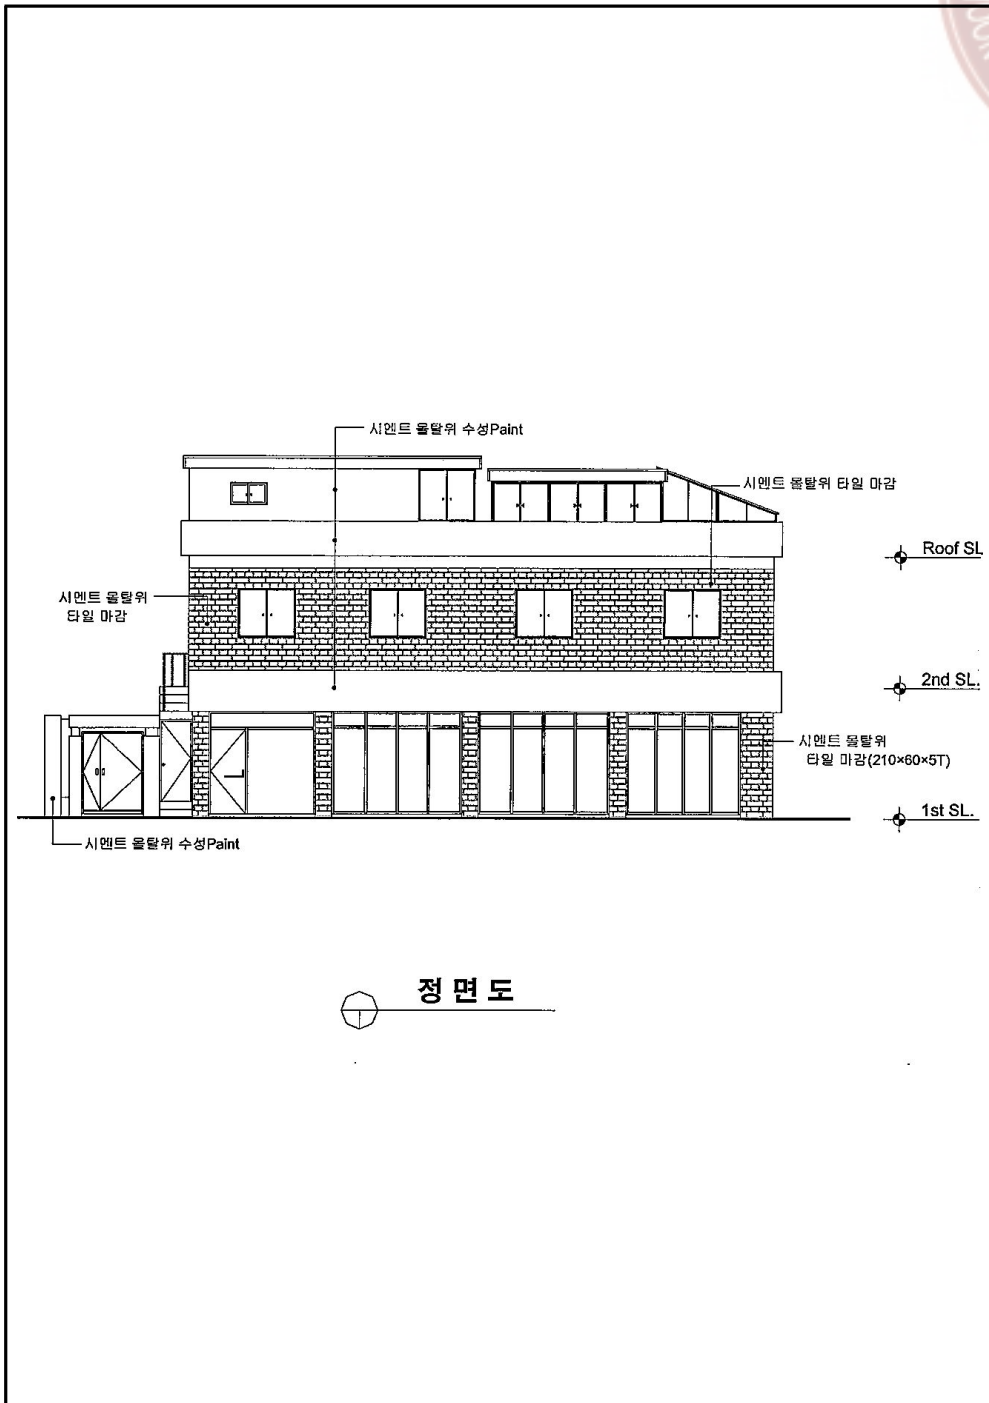 시멘트 몰탈위 수성Paint
시멘트 몰탈위 타일 마감
Roof SL
시멘트 몰탈위
타일 마감
2nd SL.
시멘트 몰탈위
타일 마감(210×60×5T)
1st SL.
시멘트 몰탈위 수성Paint
정면도